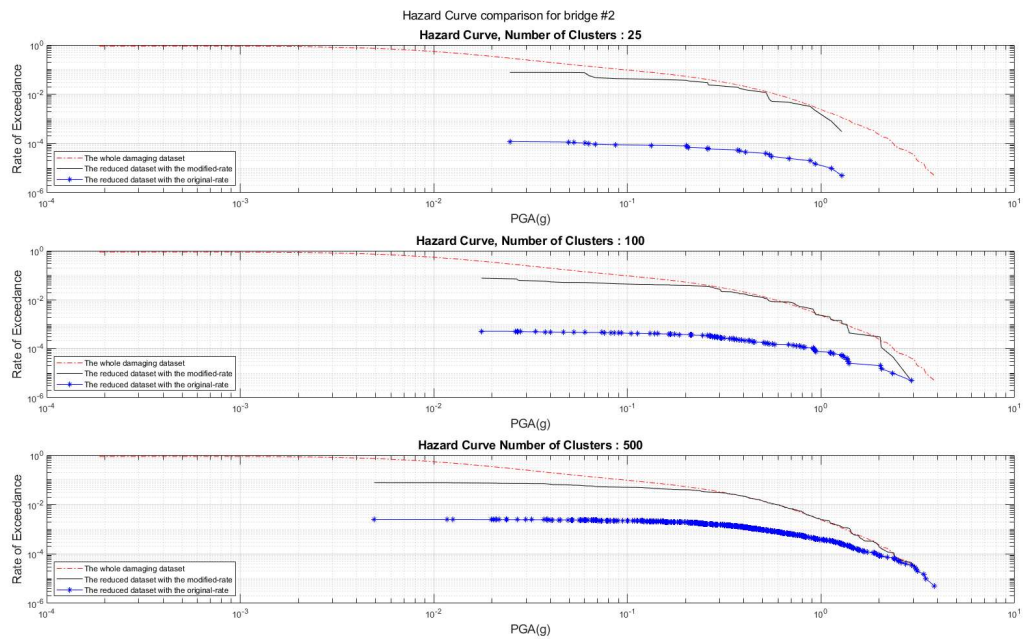 Hazard Curve comparison for bridge #2
Hazard Curve, Number of Clusters : 25
Rate of Exceedance
10^0
10^-2
10^-4
10^-6
The whole damaging dataset
The reduced dataset with the modified-rate
The reduced dataset with the original-rate
10^-4 10^-3 10^-2 10^-1 10^0 10^1
PGA(g)
Hazard Curve, Number of Clusters : 100
Rate of Exceedance
10^0
10^-2
10^-4
10^-6
The whole damaging dataset
The reduced dataset with the modified-rate
The reduced dataset with the original-rate
10^-4 10^-3 10^-2 10^-1 10^0 10^1
PGA(g)
Hazard Curve Number of Clusters : 500
Rate of Exceedance
10^0
10^-2
10^-4
10^-6
The whole damaging dataset
The reduced dataset with the modified-rate
The reduced dataset with the original-rate
10^-4 10^-3 10^-2 10^-1 10^0 10^1
PGA(g)